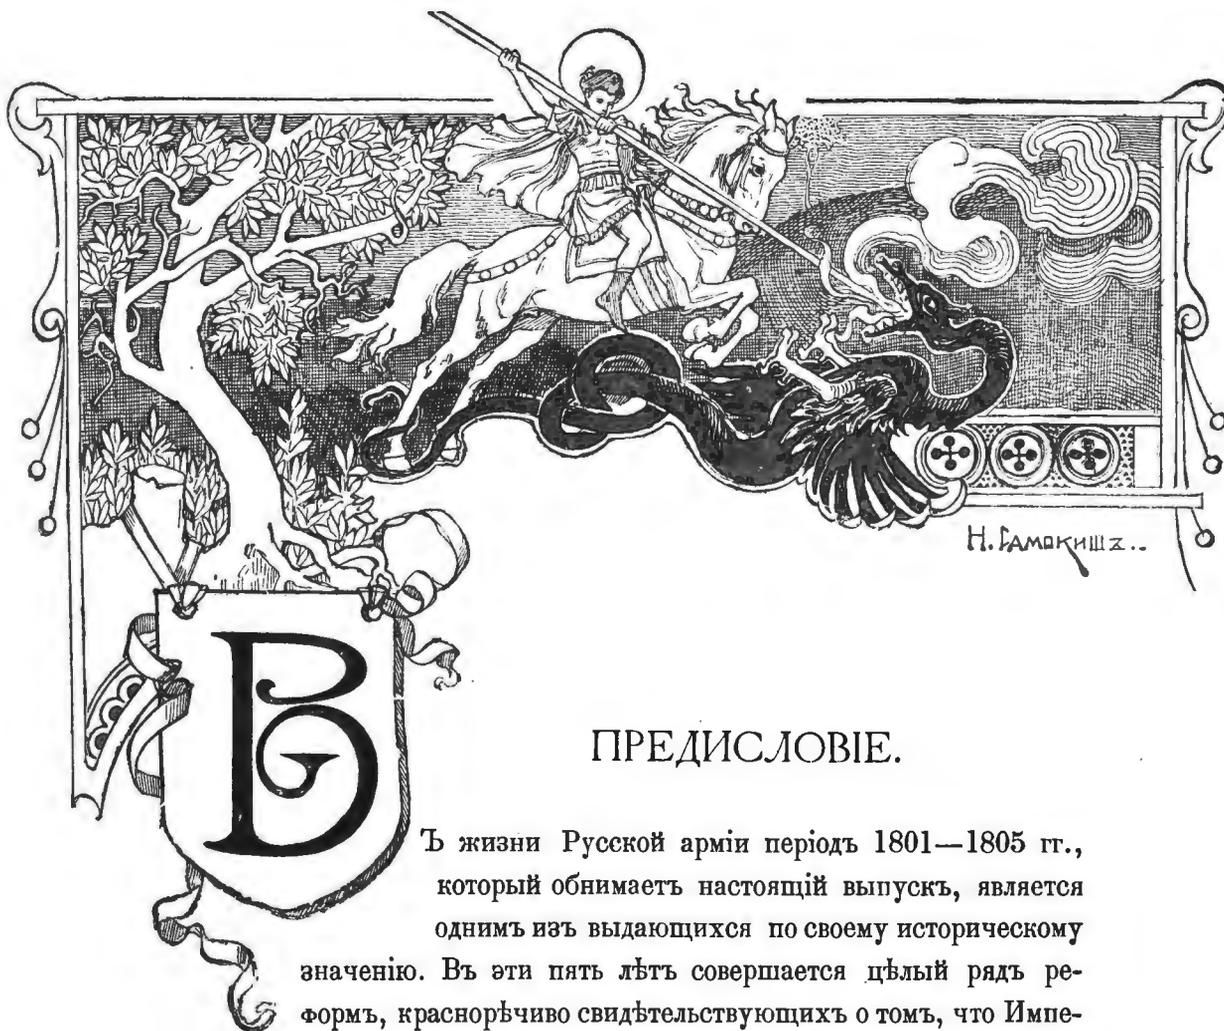 Н. Самокишъ..
ПРЕДИСЛОВІЕ.
ВЪ жизни Русской арміи періодъ 1801—1805 гг.,
который обнимаетъ настоящій выпускъ, является
однимъ изъ выдающихся по своему историческому
значенію. Въ эти пять лѣтъ совершается цѣлый рядъ ре-
формъ, краснорѣчиво свидѣтельствующихъ о томъ, что Импе-